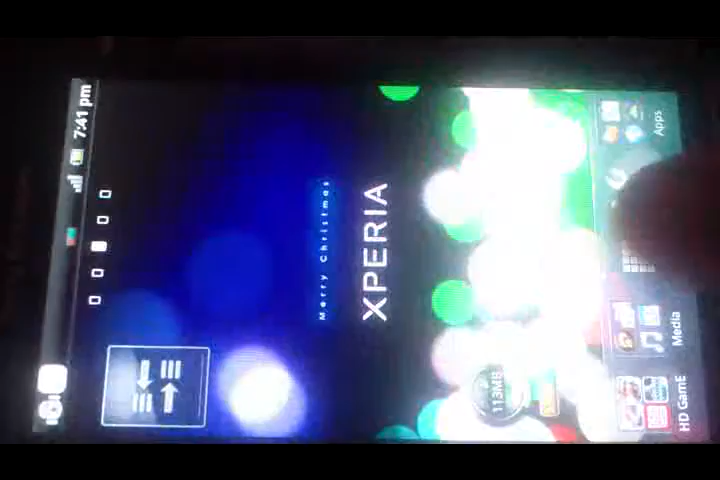 7:41 pm
Merry Christmas
XPERIA
113MB
Apps
Media
HD GamE